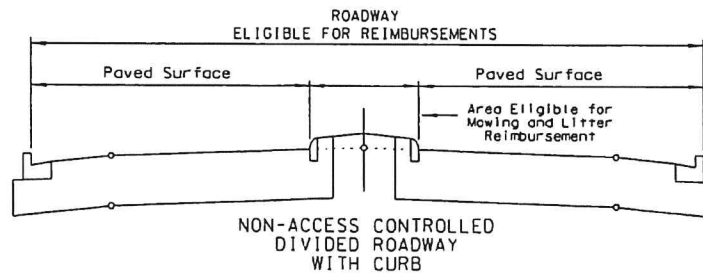 ROADWAY
ELIGIBLE FOR REIMBURSEMENTS
Paved Surface
Paved Surface
Area Eligible for
Mowing and Litter
Reimbursement
NON-ACCESS CONTROLLED
DIVIDED ROADWAY
WITH CURB